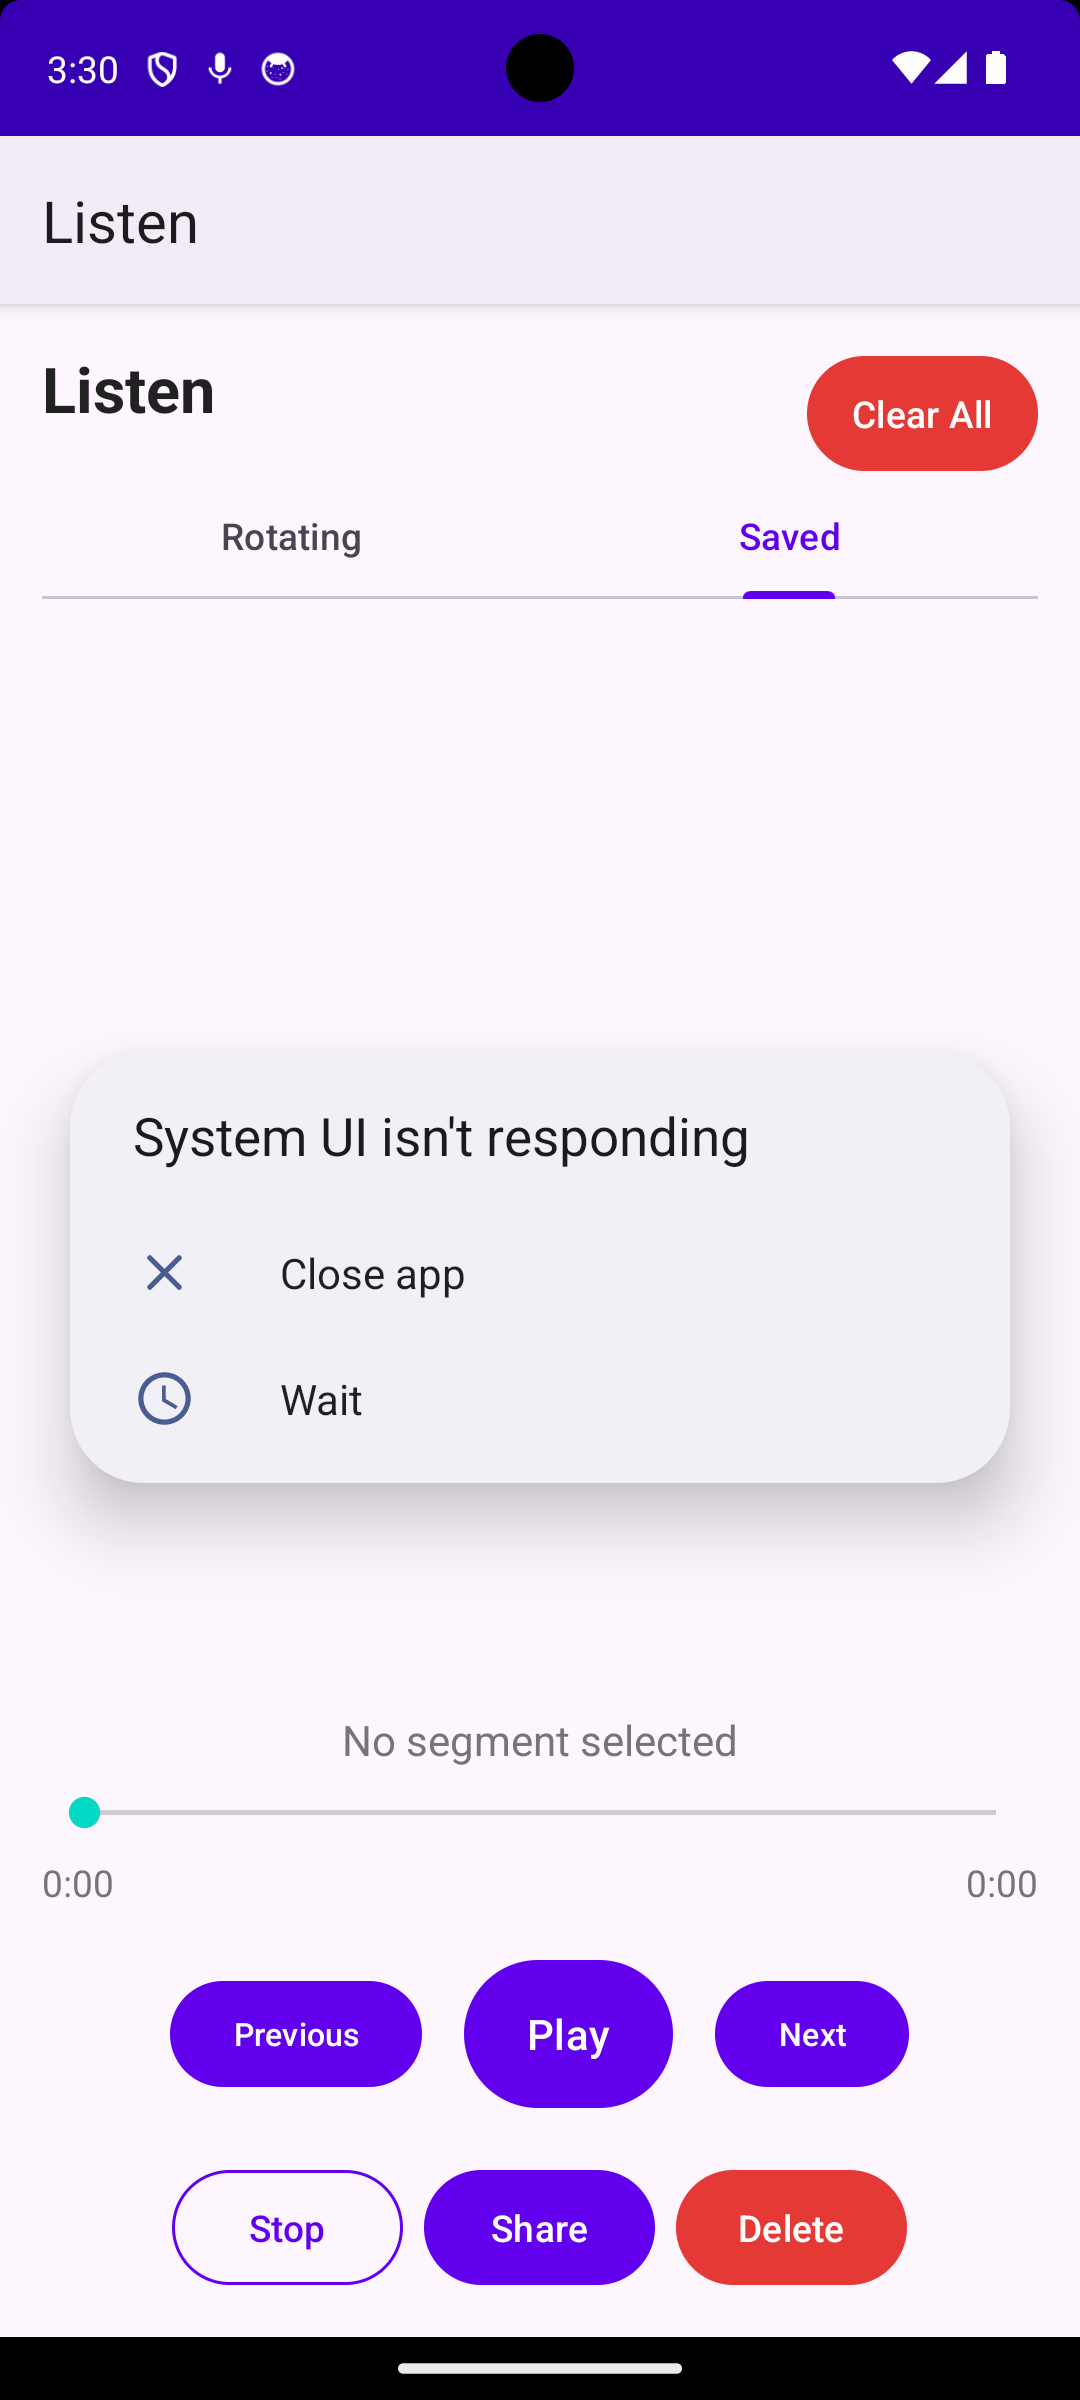 3:30
Listen
Listen
Clear All
Rotating
Saved
System UI isn't responding
Close app
Wait
No segment selected
0:00
0:00
Previous
Play
Next
Stop
Share
Delete